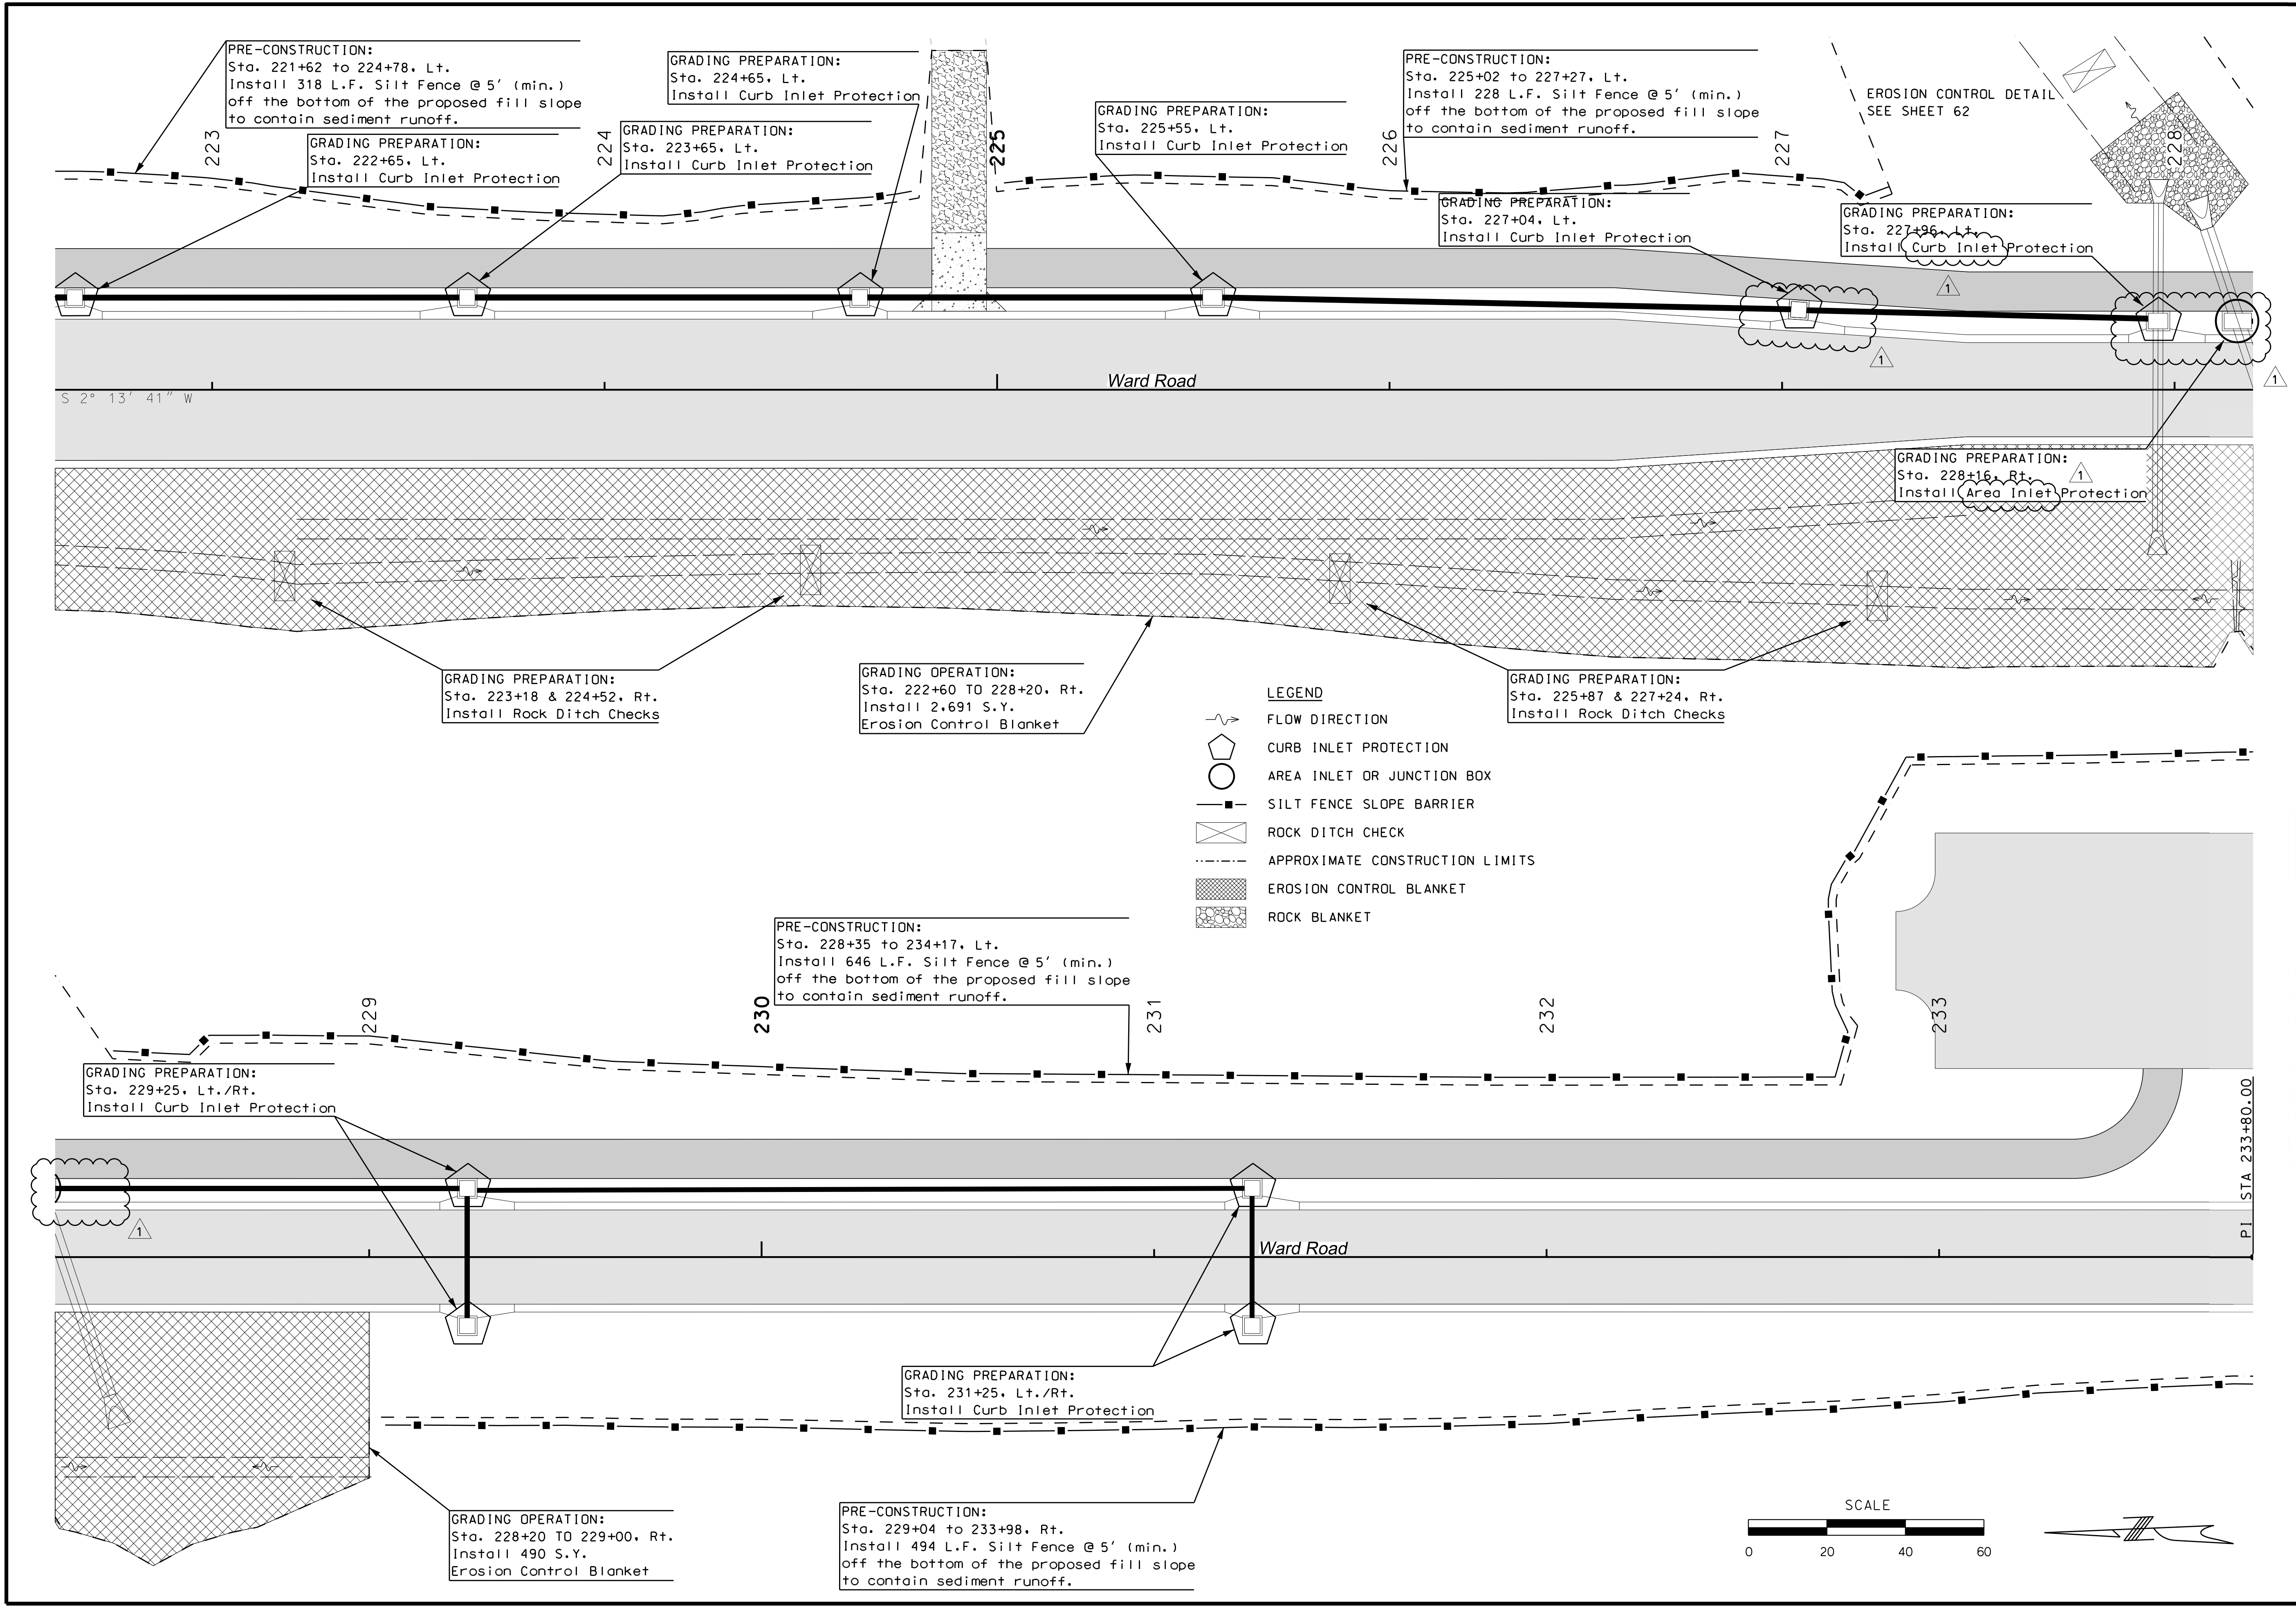 PRE-CONSTRUCTION:
Sta. 221+62 to 224+78, Lt.
Install 318 L.F. Silt Fence @ 5' (min.)
off the bottom of the proposed fill slope
to contain sediment runoff.
GRADING PREPARATION:
Sta. 222+65, Lt.
Install Curb Inlet Protection
GRADING PREPARATION:
Sta. 223+65, Lt.
Install Curb Inlet Protection
GRADING PREPARATION:
Sta. 224+65, Lt.
Install Curb Inlet Protection
GRADING PREPARATION:
Sta. 225+55, Lt.
Install Curb Inlet Protection
PRE-CONSTRUCTION:
Sta. 225+02 to 227+27, Lt.
Install 228 L.F. Silt Fence @ 5' (min.)
off the bottom of the proposed fill slope
to contain sediment runoff.
EROSION CONTROL DETAIL
SEE SHEET 62
223
224
225
226
227
228
GRADING PREPARATION:
Sta. 227+04, Lt.
Install Curb Inlet Protection
GRADING PREPARATION:
Sta. 227+96, Lt.
Install Curb Inlet Protection
1
1
1
Ward Road
S 2° 13' 41" W
GRADING PREPARATION:
Sta. 228+16, Rt.
Install Area Inlet Protection
1
GRADING PREPARATION:
Sta. 223+18 & 224+52, Rt.
Install Rock Ditch Checks
GRADING OPERATION:
Sta. 222+60 TO 228+20, Rt.
Install 2,691 S.Y.
Erosion Control Blanket
GRADING PREPARATION:
Sta. 225+87 & 227+24, Rt.
Install Rock Ditch Checks
LEGEND
FLOW DIRECTION
CURB INLET PROTECTION
AREA INLET OR JUNCTION BOX
SILT FENCE SLOPE BARRIER
ROCK DITCH CHECK
APPROXIMATE CONSTRUCTION LIMITS
EROSION CONTROL BLANKET
ROCK BLANKET
PRE-CONSTRUCTION:
Sta. 228+35 to 234+17, Lt.
Install 646 L.F. Silt Fence @ 5' (min.)
off the bottom of the proposed fill slope
to contain sediment runoff.
229
230
231
232
233
GRADING PREPARATION:
Sta. 229+25, Lt./Rt.
Install Curb Inlet Protection
PI STA 233+80.00
1
Ward Road
GRADING PREPARATION:
Sta. 231+25, Lt./Rt.
Install Curb Inlet Protection
GRADING OPERATION:
Sta. 228+20 TO 229+00, Rt.
Install 490 S.Y.
Erosion Control Blanket
PRE-CONSTRUCTION:
Sta. 229+04 to 233+98, Rt.
Install 494 L.F. Silt Fence @ 5' (min.)
off the bottom of the proposed fill slope
to contain sediment runoff.
SCALE
0 20 40 60